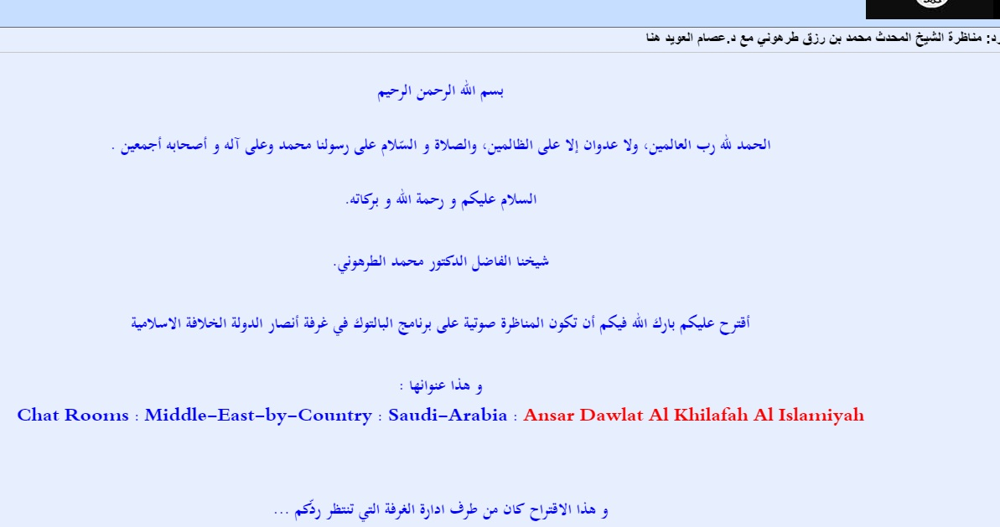 رد: مناظرة الشيخ المحدث محمد بن رزق طرهوني مع د.عصام العويد هنا
بسم الله الرحمن الرحيم
الحمد لله رب العالمين، ولا عدوان إلا على الظالمين، والصلاة و السّلام على رسولنا محمد وعلى آله و أصحابه أجمعين .
السلام عليكم و رحمة الله و بركاته.
شيخنا الفاضل الدكتور محمد الطرهوني.
أقترح عليكم بارك الله فيكم أن تكون المناظرة صوتية على برنامج البالتوك في غرفة أنصار الدولة الخلافة الاسلامية
و هذا عنوانها :
Chat Rooms : Middle-East-by-Country : Saudi-Arabia : Ansar Dawlat Al Khilafah Al Islamiyah
و هذا الاقتراح كان من طرف ادارة الغرفة التي تنتظر ردّكم ...